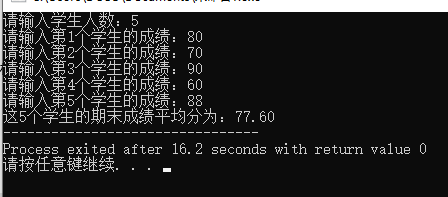 请输入学生人数：5
请输入第1个学生的成绩：80
请输入第2个学生的成绩：70
请输入第3个学生的成绩：90
请输入第4个学生的成绩：60
请输入第5个学生的成绩：88
这5个学生的期末成绩平均分为：77.60
--------------------------------
Process exited after 16.2 seconds with return value 0
请按任意键继续. . .